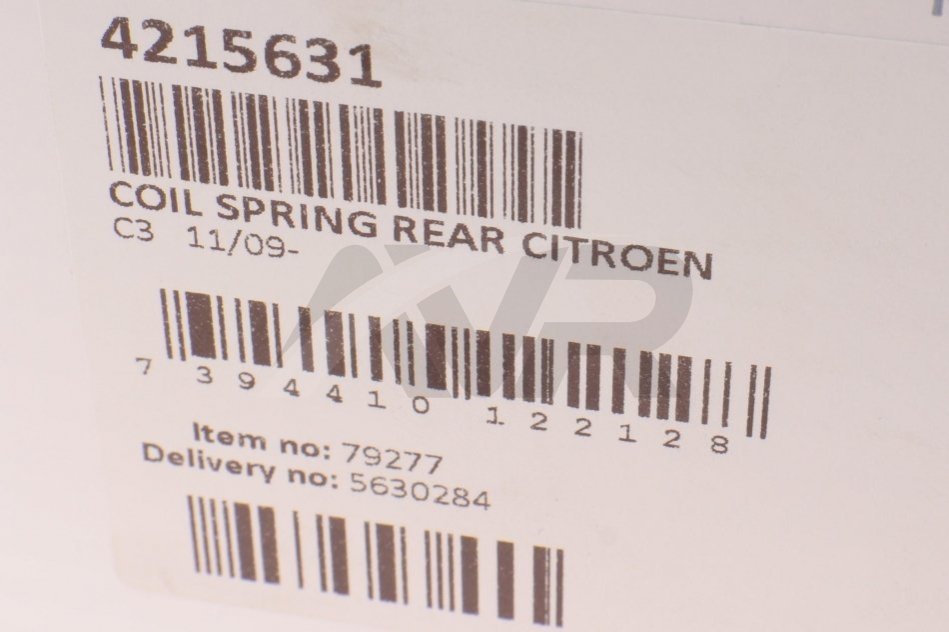 4215631
COIL SPRING REAR CITROEN
C3 11/09-
7 394410 122128
Item no: 79277
Delivery no: 5630284